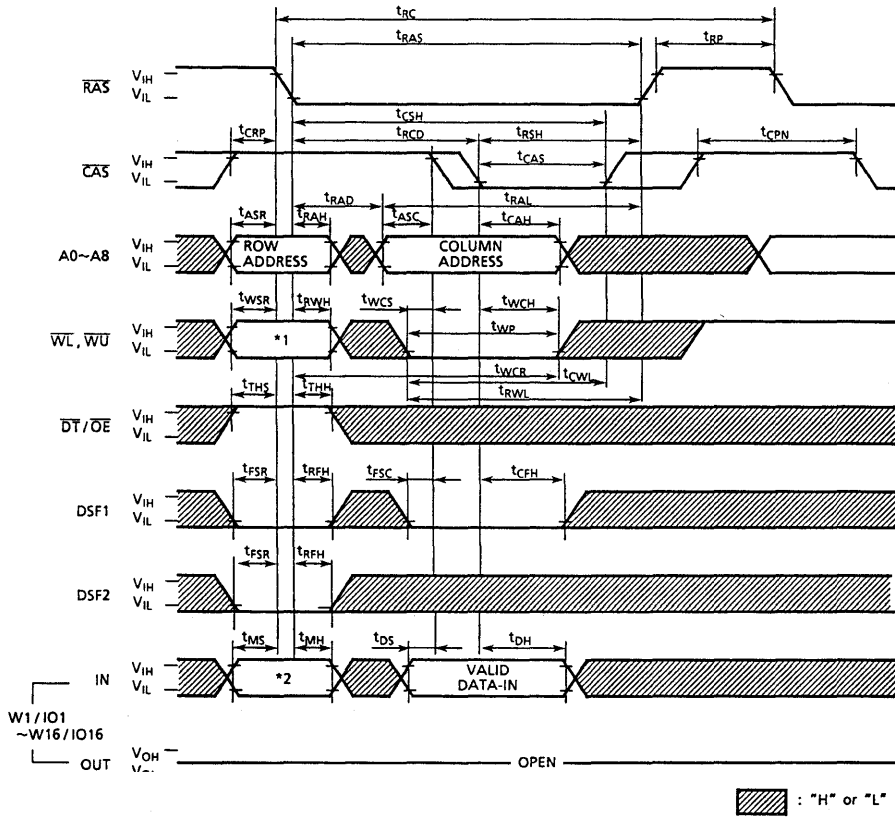 tRC
tRAS
tRP
RAS
VIH
VIL
tCSH
tCRP
tRCD
tRSH
tCPN
CAS
VIH
VIL
tCAS
tRAD
tRAL
tASR
tRAH
tASC
tCAH
A0~A8
VIH
VIL
ROW
ADDRESS
COLUMN
ADDRESS
tWSR
tRWH
tWCS
tWCH
WL, WU
VIH
VIL
*1
tWP
tWCR
tCWL
tRWL
tTHS
tTHH
DT/OE
VIH
VIL
tFSR
tRFH
tFSC
tCFH
DSF1
VIH
VIL
tFSR
tRFH
DSF2
VIH
VIL
tMS
tMH
tDS
tDH
IN
VIH
VIL
*2
VALID
DATA-IN
W1/IO1
~W16/IO16
OUT
VOH
OPEN
: "H" or "L"